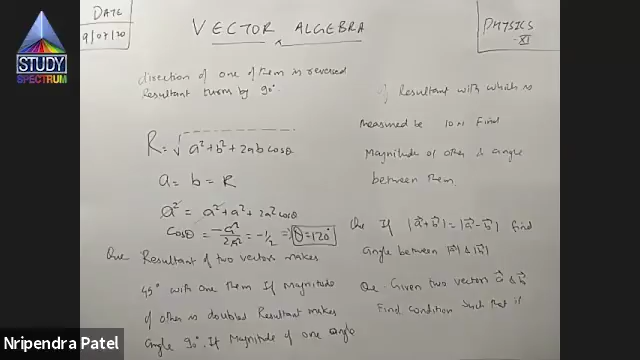 DATE
9/07/20
STUDY
SPECTRUM
VECTOR ALGEBRA
PHYSICS
-XI
direction of one of them is reversed
Resultant turn by 90°.
R = √a² + b² + 2ab cosθ
a = b = R
a² = a² + a² + 2a² cosθ
cosθ = -a²/2a² = -1/2 ⇒ θ = 120°
Que Resultant of two vectors makes
45° with one them If Magnitude
of other is doubled Resultant makes
angle 90°. If Magnitude of one angle
of Resultant with which is
measured be 10 N Find
Magnitude of other & angle
between them.
Que If |a⃗+b⃗| = |a⃗-b⃗| find
angle between |a⃗| & |b⃗|
Que. Given two vector a⃗ & b⃗
Find condition such that if
Nripendra Patel